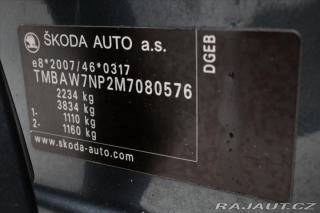 ŠKODA AUTO a.s.
DGEB
e8*2007/46*0317
TMBAW7NP2M7080576
2234 kg
3834 kg
1- 1110 kg
2- 1160 kg
www.skoda-auto.com
RAJAUT.CZ